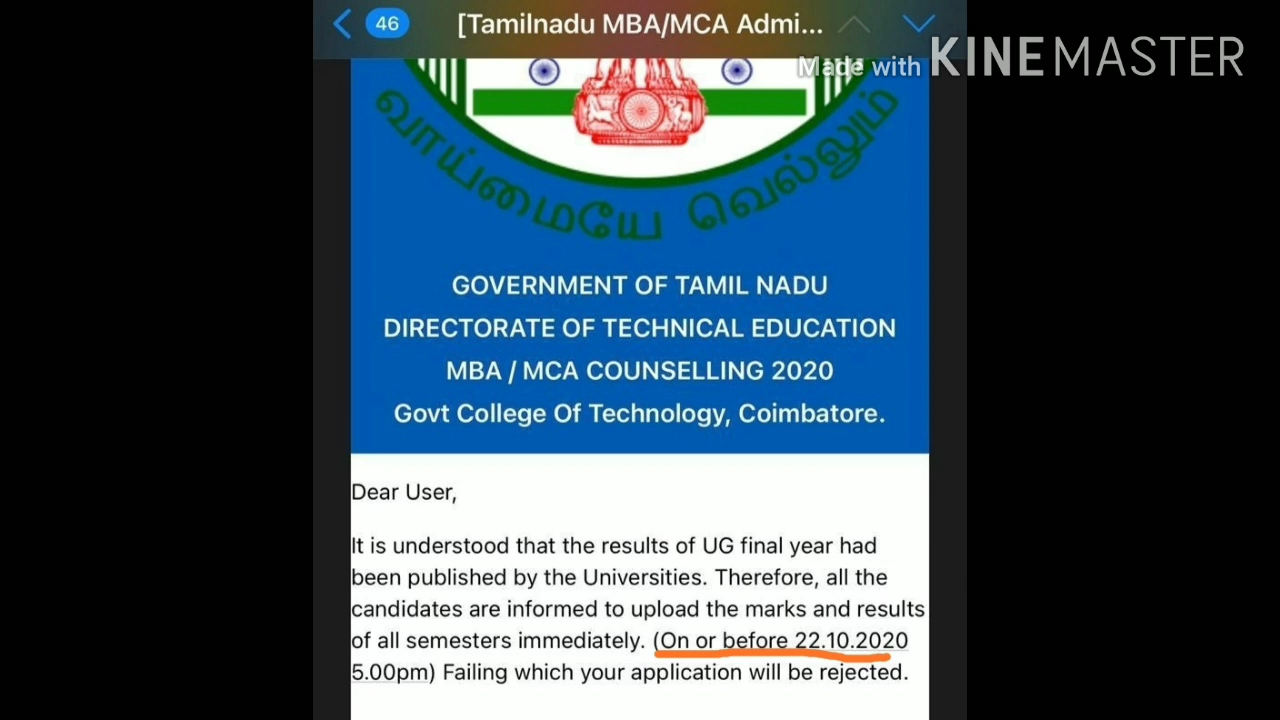 46
[Tamilnadu MBA/MCA Admi...
Made with KINEMASTER
வாய்மையே வெல்லும்
GOVERNMENT OF TAMIL NADU
DIRECTORATE OF TECHNICAL EDUCATION
MBA / MCA COUNSELLING 2020
Govt College Of Technology, Coimbatore.
Dear User,
It is understood that the results of UG final year had
been published by the Universities. Therefore, all the
candidates are informed to upload the marks and results
of all semesters immediately. (On or before 22.10.2020
5.00pm) Failing which your application will be rejected.